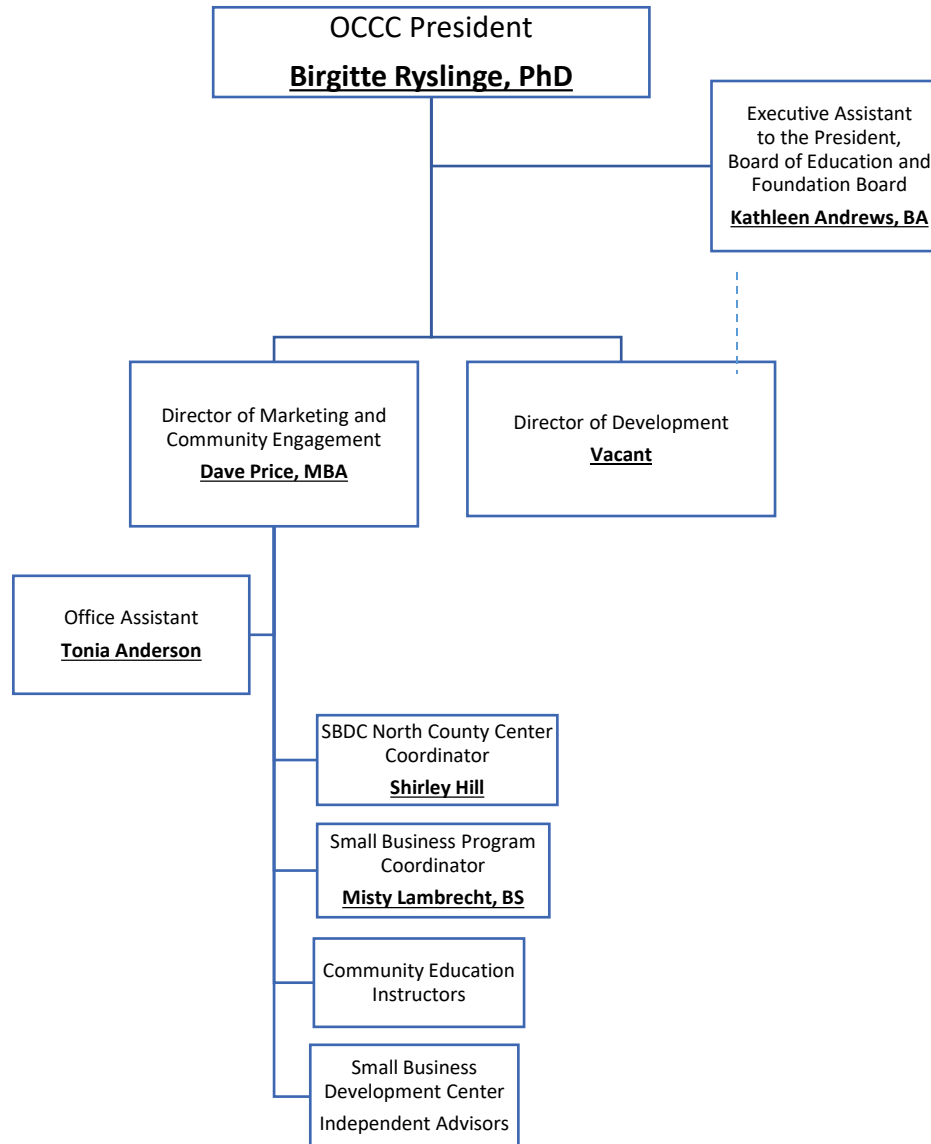 OCCC President
Birgitte Ryslinge, PhD
Executive Assistant
to the President,
Board of Education and
Foundation Board
Kathleen Andrews, BA
Director of Marketing and
Community Engagement
Dave Price, MBA
Director of Development
Vacant
Office Assistant
Tonia Anderson
SBDC North County Center
Coordinator
Shirley Hill
Small Business Program
Coordinator
Misty Lambrecht, BS
Community Education
Instructors
Small Business
Development Center
Independent Advisors